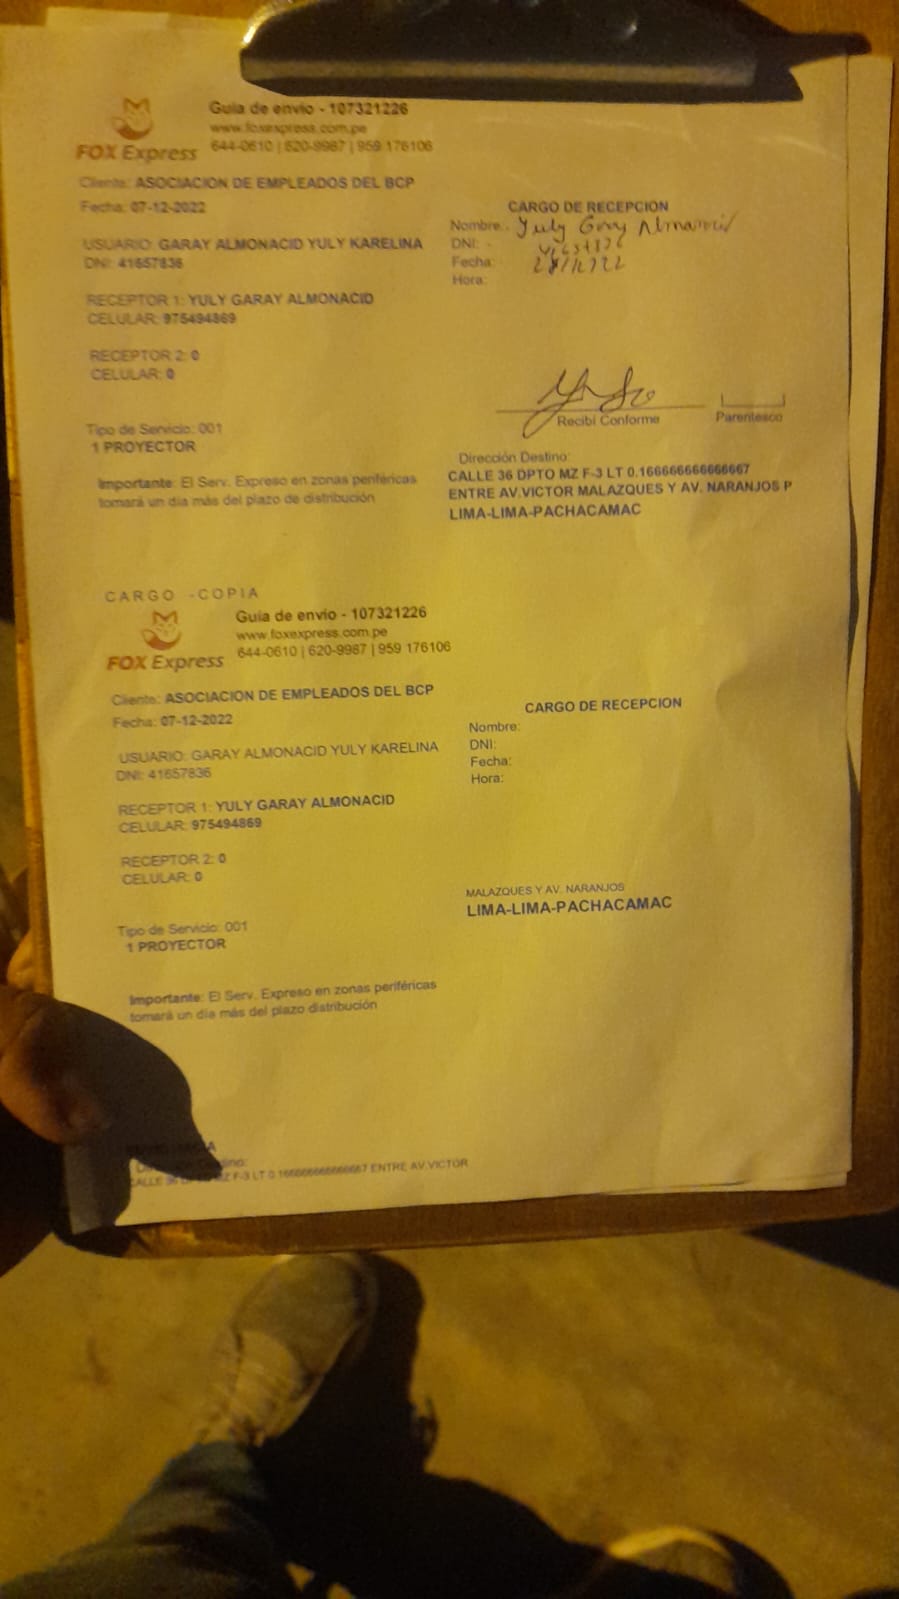 FOX Express
Guia de envio - 107321226
www.foxexpress.com.pe
644-0610 | 620-9987 | 959 176106
Cliente: ASOCIACION DE EMPLEADOS DEL BCP
Fecha: 07-12-2022
USUARIO: GARAY ALMONACID YULY KARELINA
DNI: 41657836
RECEPTOR 1: YULY GARAY ALMONACID
CELULAR: 975494869
RECEPTOR 2: 0
CELULAR: 0
Tipo de Servicio: 001
1 PROYECTOR
Importante: El Serv. Expreso en zonas periféricas
tomará un día más del plazo de distribución
CARGO DE RECEPCION
Nombre: Yuly Garay Almonacid
DNI:
Fecha:
Hora:
Recibí Conforme
Parentesco
Dirección Destino:
CALLE 36 DPTO MZ F-3 LT 0.166666666666667
ENTRE AV.VICTOR MALAZQUES Y AV. NARANJOS P
LIMA-LIMA-PACHACAMAC
CARGO - COPIA
FOX Express
Guía de envío - 107321226
www.foxexpress.com.pe
644-0610 | 620-9987 | 959 176106
Cliente: ASOCIACION DE EMPLEADOS DEL BCP
Fecha: 07-12-2022
USUARIO: GARAY ALMONACID YULY KARELINA
DNI: 41657836
RECEPTOR 1: YULY GARAY ALMONACID
CELULAR: 975494869
RECEPTOR 2: 0
CELULAR: 0
Tipo de Servicio: 001
1 PROYECTOR
Importante: El Serv. Expreso en zonas periféricas
tomará un día más del plazo distribución
CARGO DE RECEPCION
Nombre:
DNI:
Fecha:
Hora:
MALAZQUES Y AV. NARANJOS
LIMA-LIMA-PACHACAMAC
CALLE 36 MZ F-3 LT 0.166666666666667 ENTRE AV.VICTOR